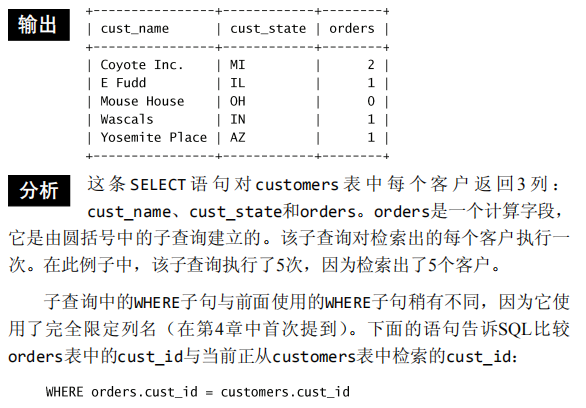 输出
+----------------+------------+--------+
| cust_name      | cust_state | orders |
+----------------+------------+--------+
| Coyote Inc.    | MI         |      2 |
| E Fudd         | IL         |      1 |
| Mouse House    | OH         |      0 |
| Wascals        | IN         |      1 |
| Yosemite Place | AZ         |      1 |
+----------------+------------+--------+
分析 这条SELECT语句对customers表中每个客户返回3列：
cust_name、cust_state和orders。orders是一个计算字段，
它是由圆括号中的子查询建立的。该子查询对检索出的每个客户执行一
次。在此例子中，该子查询执行了5次，因为检索出了5个客户。
子查询中的WHERE子句与前面使用的WHERE子句稍有不同，因为它使
用了完全限定列名（在第4章中首次提到）。下面的语句告诉SQL比较
orders表中的cust_id与当前正从customers表中检索的cust_id：
WHERE orders.cust_id = customers.cust_id